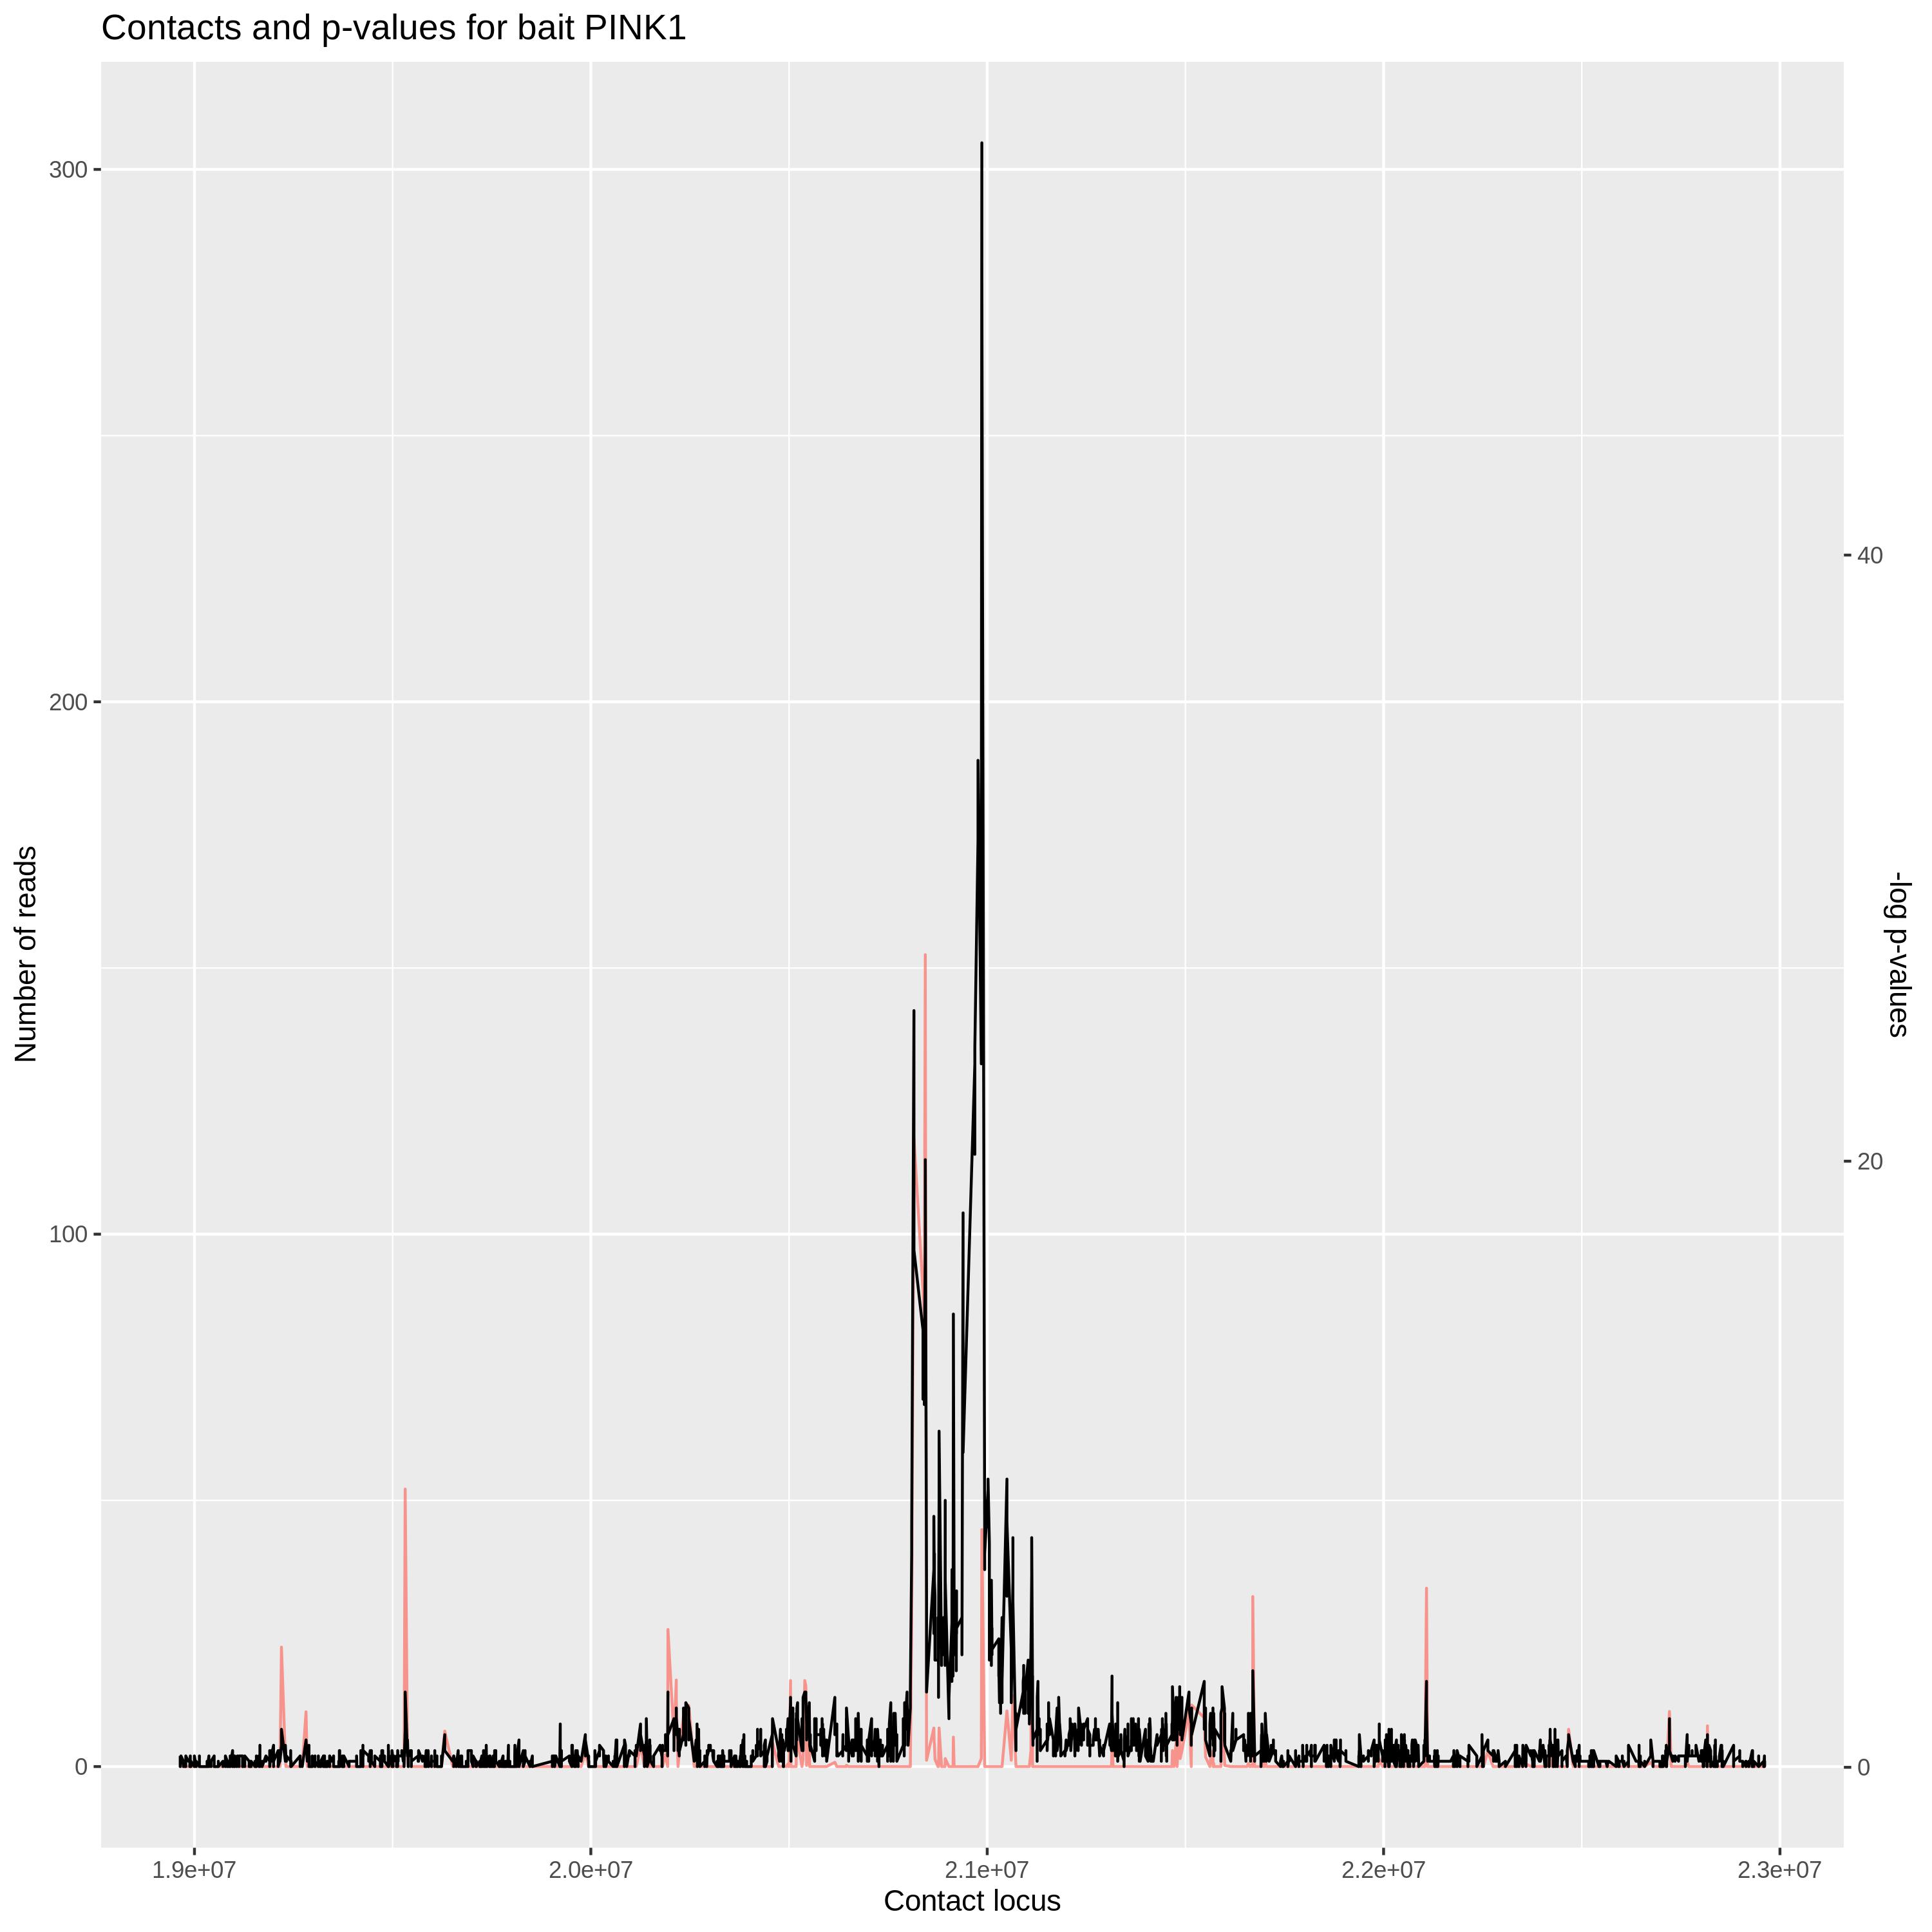 Contacts and p-values for bait PINK1
300
200
100
0
Number of reads
40
20
0
-log p-values
1.9e+07
2.0e+07
2.1e+07
2.2e+07
2.3e+07
Contact locus